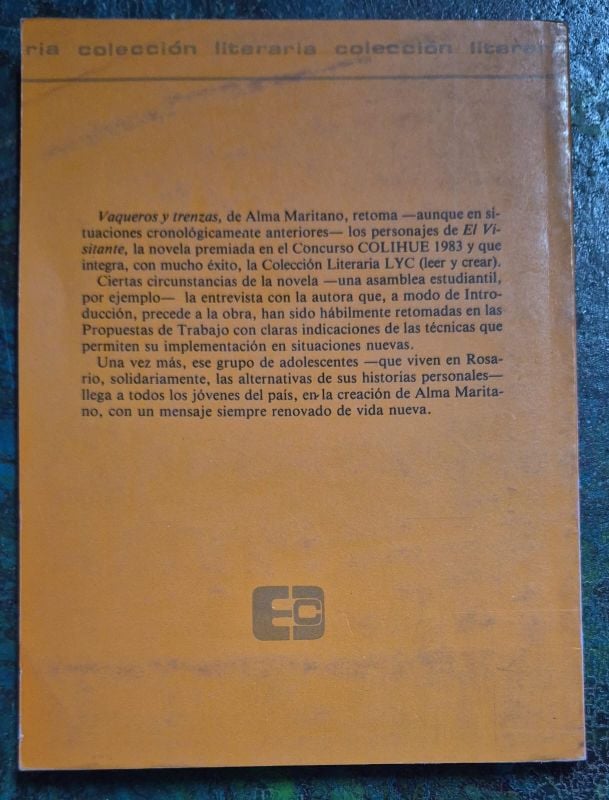 ria colección literaria colección literar
Vaqueros y trenzas, de Alma Maritano, retoma —aunque en si-
tuaciones cronológicamente anteriores— los personajes de El Vi-
sitante, la novela premiada en el Concurso COLIHUE 1983 y que
integra, con mucho éxito, la Colección Literaria LYC (leer y crear).
Ciertas circunstancias de la novela —una asamblea estudiantil,
por ejemplo— la entrevista con la autora que, a modo de Intro-
ducción, precede a la obra, han sido hábilmente retomadas en las
Propuestas de Trabajo con claras indicaciones de las técnicas que
permiten su implementación en situaciones nuevas.
Una vez más, ese grupo de adolescentes —que viven en Rosa-
rio, solidariamente, las alternativas de sus historias personales—
llega a todos los jóvenes del país, en la creación de Alma Marita-
no, con un mensaje siempre renovado de vida nueva.
EC